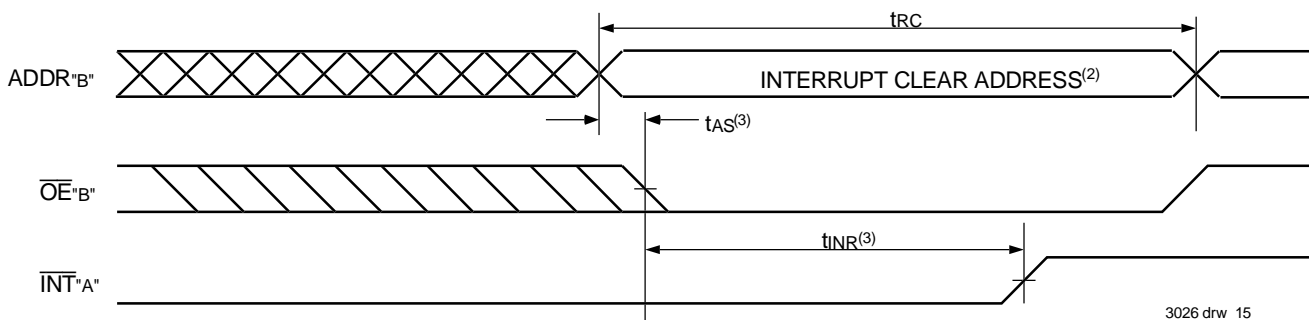 tRC
ADDR"B"
INTERRUPT CLEAR ADDRESS(2)
tAS(3)
OE"B"
tINR(3)
INT"A"
3026 drw 15